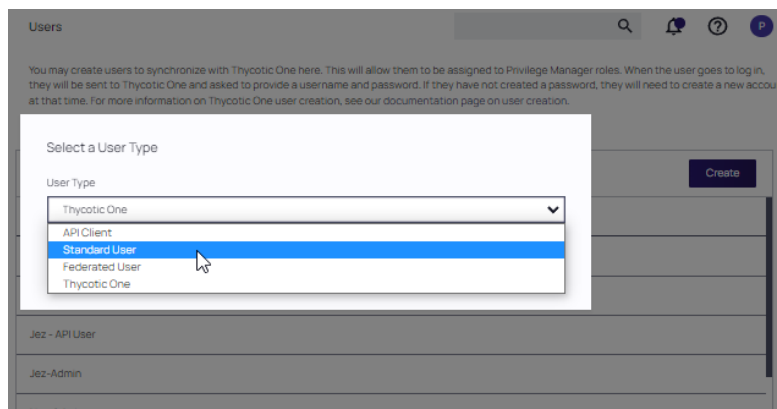 Users
P
You may create users to synchronize with Thycotic One here. This will allow them to be assigned to Privilege Manager roles. When the user goes to log in,
they will be sent to Thycotic One and asked to provide a username and password. If they have not created a password, they will need to create a new accou
at that time. For more information on Thycotic One user creation, see our documentation page on user creation.
Select a User Type
Create
User Type
Thycotic One
API Client
Standard User
Federated User
Thycotic One
Jez - API User
Jez-Admin